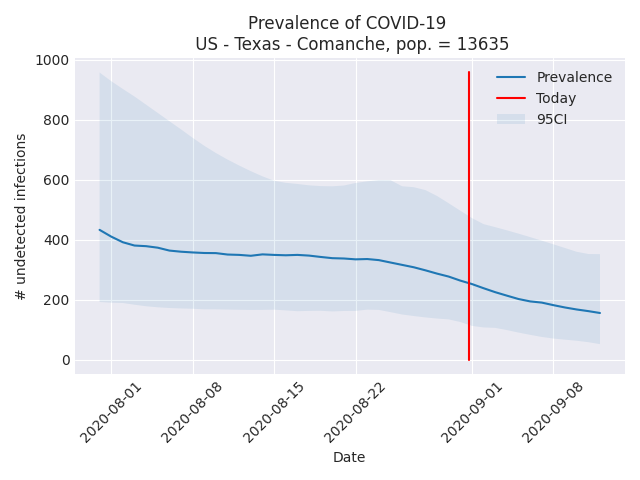 Prevalence of COVID-19
US - Texas - Comanche, pop. = 13635
Prevalence
Today
95CI
1000
800
600
400
200
0
# undetected infections
2020-08-01
2020-08-08
2020-08-15
2020-08-22
2020-09-01
2020-09-08
Date